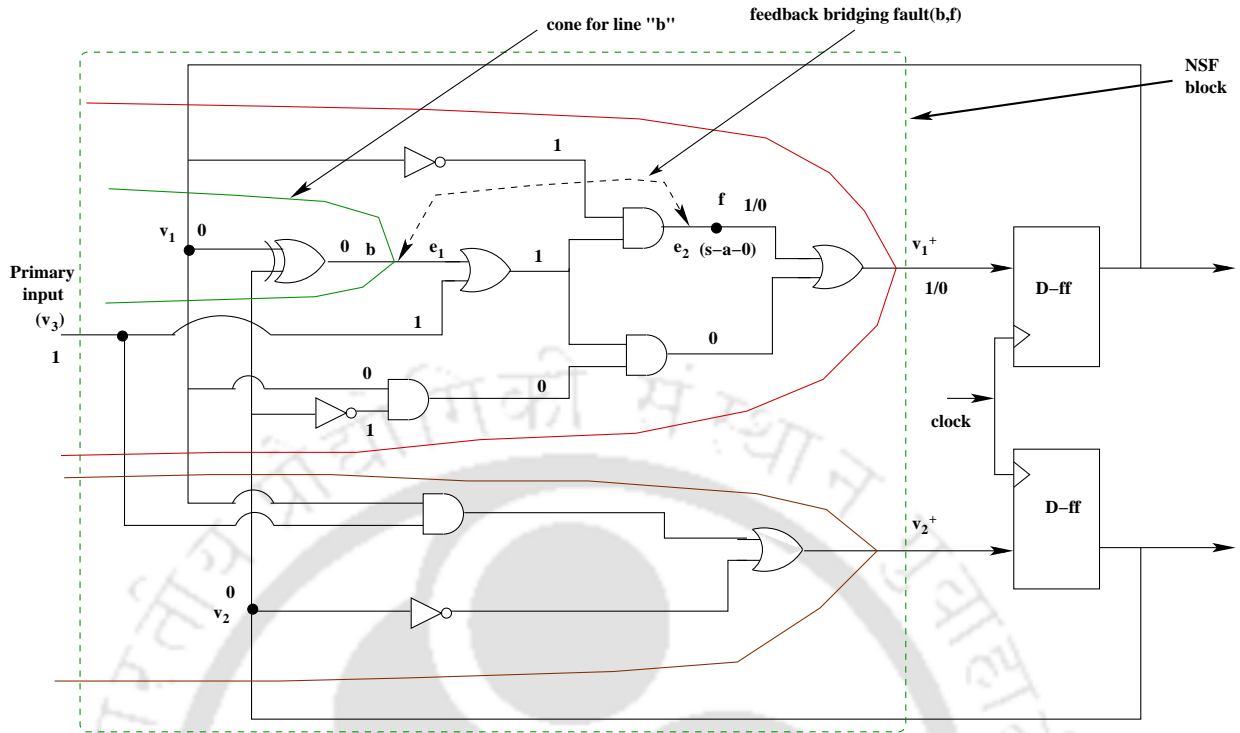 cone for line "b"
feedback bridging fault(b,f)
NSF
block
1
f 1/0
v1 0
0 b e1 1 e2 (s-a-0)
v1+
1/0
Primary
input
(v3)
1
1
D-ff
0
0
0
1
clock
D-ff
v2+
0
v2